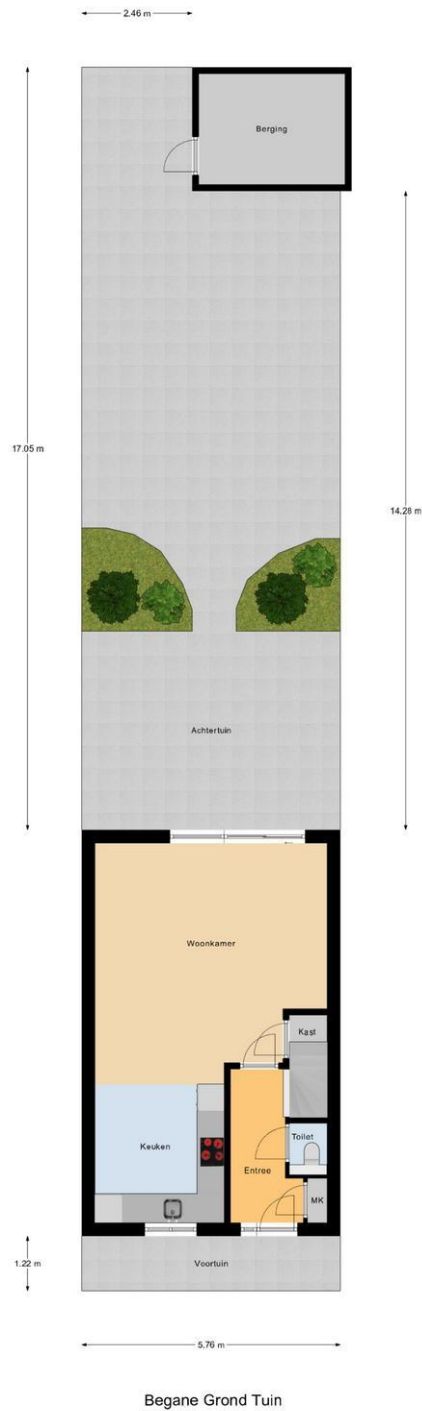 2.46 m
Berging
17.05 m
14.28 m
Achtertuin
Woonkamer
Kast
Toilet
Keuken
Entree
MK
1.22 m
Voortuin
5.76 m
Begane Grond Tuin